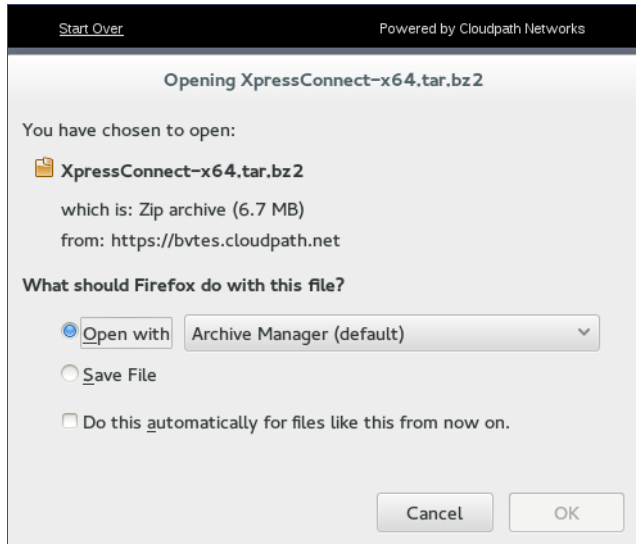 Start Over Powered by Cloudpath Networks
Opening XpressConnect-x64.tar.bz2
You have chosen to open:
XpressConnect-x64.tar.bz2
which is: Zip archive (6.7 MB)
from: https://bvtes.cloudpath.net
What should Firefox do with this file?
Open with Archive Manager (default)
Save File
Do this automatically for files like this from now on.
Cancel OK